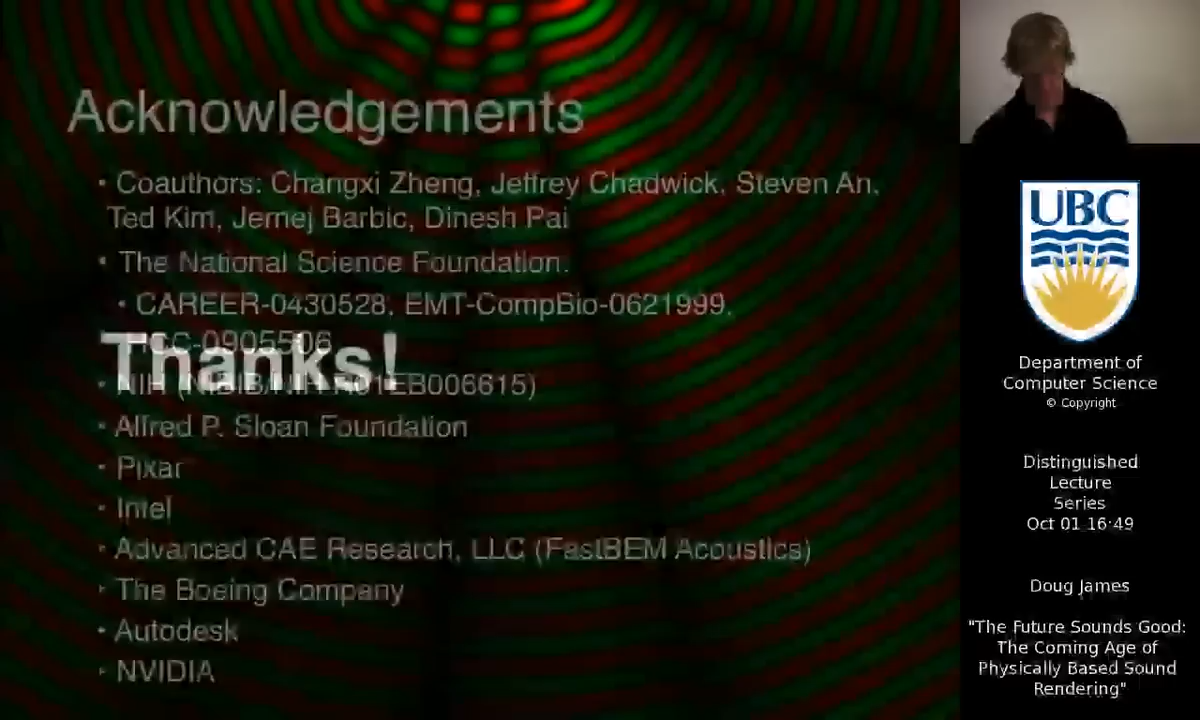 Acknowledgements
• Coauthors: Changxi Zheng, Jeffrey Chadwick, Steven An,
Ted Kim, Jernej Barbic, Dinesh Pai
• The National Science Foundation.
• CAREER-0430528, EMT-CompBio-0621999,
-0905506
Thanks!
• NIH
• Alfred P. Sloan Foundation
• Pixar
• Intel
• Advanced CAE Research, LLC (FastBEM Acoustics)
• The Boeing Company
• Autodesk
• NVIDIA
UBC
Department of
Computer Science
© Copyright
Distinguished
Lecture
Series
Oct 01 16:49
Doug James
"The Future Sounds Good:
The Coming Age of
Physically Based Sound
Rendering"